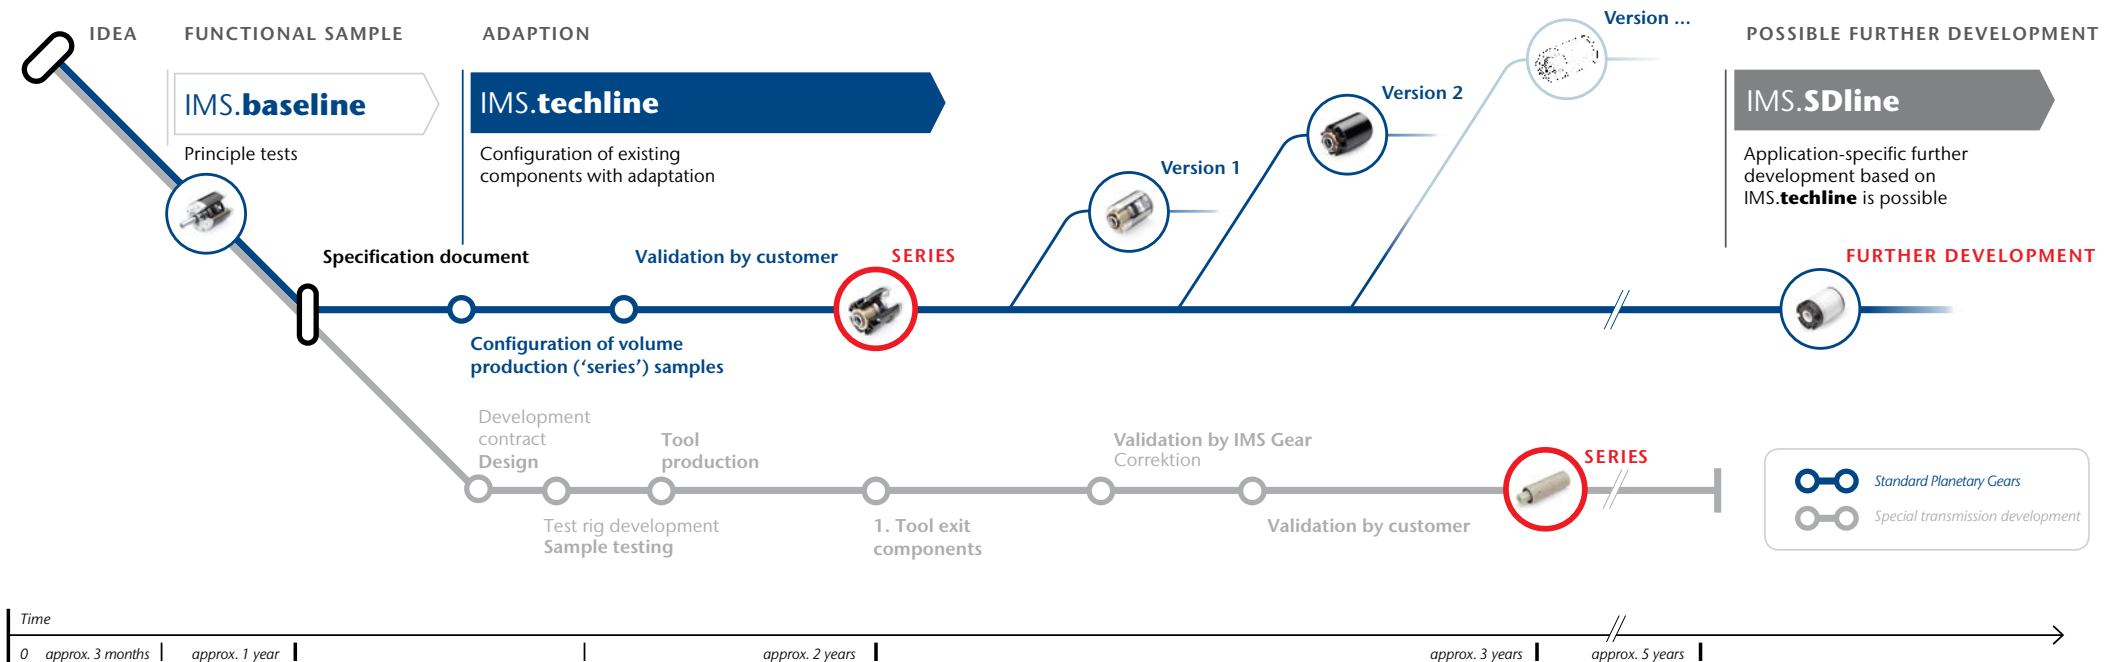 IDEA
FUNCTIONAL SAMPLE
ADAPTION
Version ...
POSSIBLE FURTHER DEVELOPMENT
IMS.baseline
IMS.techline
Version 2
IMS.SDline
Principle tests
Configuration of existing
components with adaptation
Version 1
Application-specific further
development based on
IMS.techline is possible
Specification document
Validation by customer
SERIES
FURTHER DEVELOPMENT
Configuration of volume
production (‘series’) samples
Development
contract
Design
Tool
production
Validation by IMS Gear
Correktion
SERIES
Test rig development
Sample testing
1. Tool exit
components
Validation by customer
Standard Planetary Gears
Special transmission development
Time
0 approx. 3 months approx. 1 year approx. 2 years approx. 3 years approx. 5 years